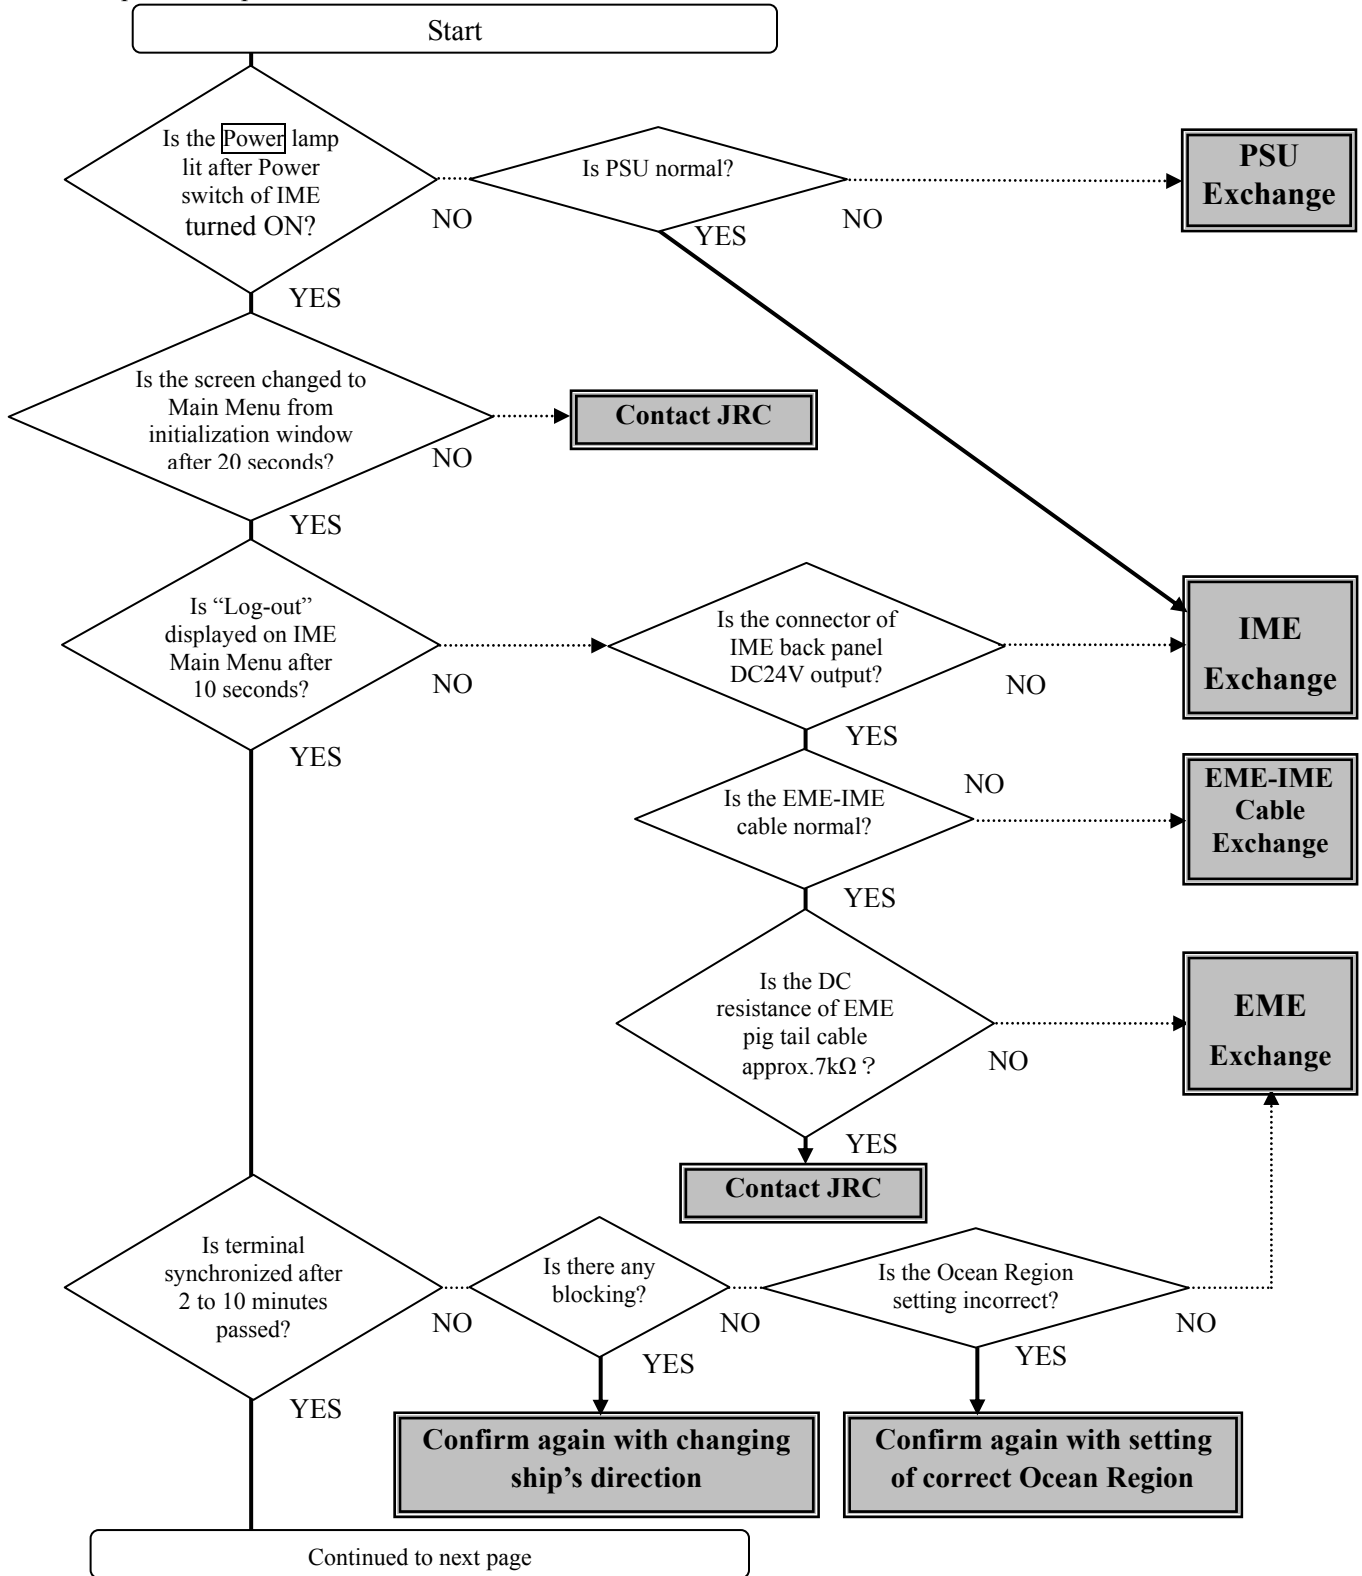 Start
Is the Power lamp
lit after Power
switch of IME
turned ON?
NO
YES
Is PSU normal?
YES
NO
PSU
Exchange
Is the screen changed to
Main Menu from
initialization window
after 20 seconds?
NO
YES
Contact JRC
Is “Log-out”
displayed on IME
Main Menu after
10 seconds?
NO
YES
Is the connector of
IME back panel
DC24V output?
NO
YES
IME
Exchange
Is the EME-IME
cable normal?
NO
YES
EME-IME
Cable
Exchange
Is the DC
resistance of EME
pig tail cable
approx.7kΩ ?
NO
YES
EME
Exchange
Contact JRC
Is terminal
synchronized after
2 to 10 minutes
passed?
NO
YES
Is there any
blocking?
NO
YES
Is the Ocean Region
setting incorrect?
NO
YES
Confirm again with changing
ship’s direction
Confirm again with setting
of correct Ocean Region
Continued to next page